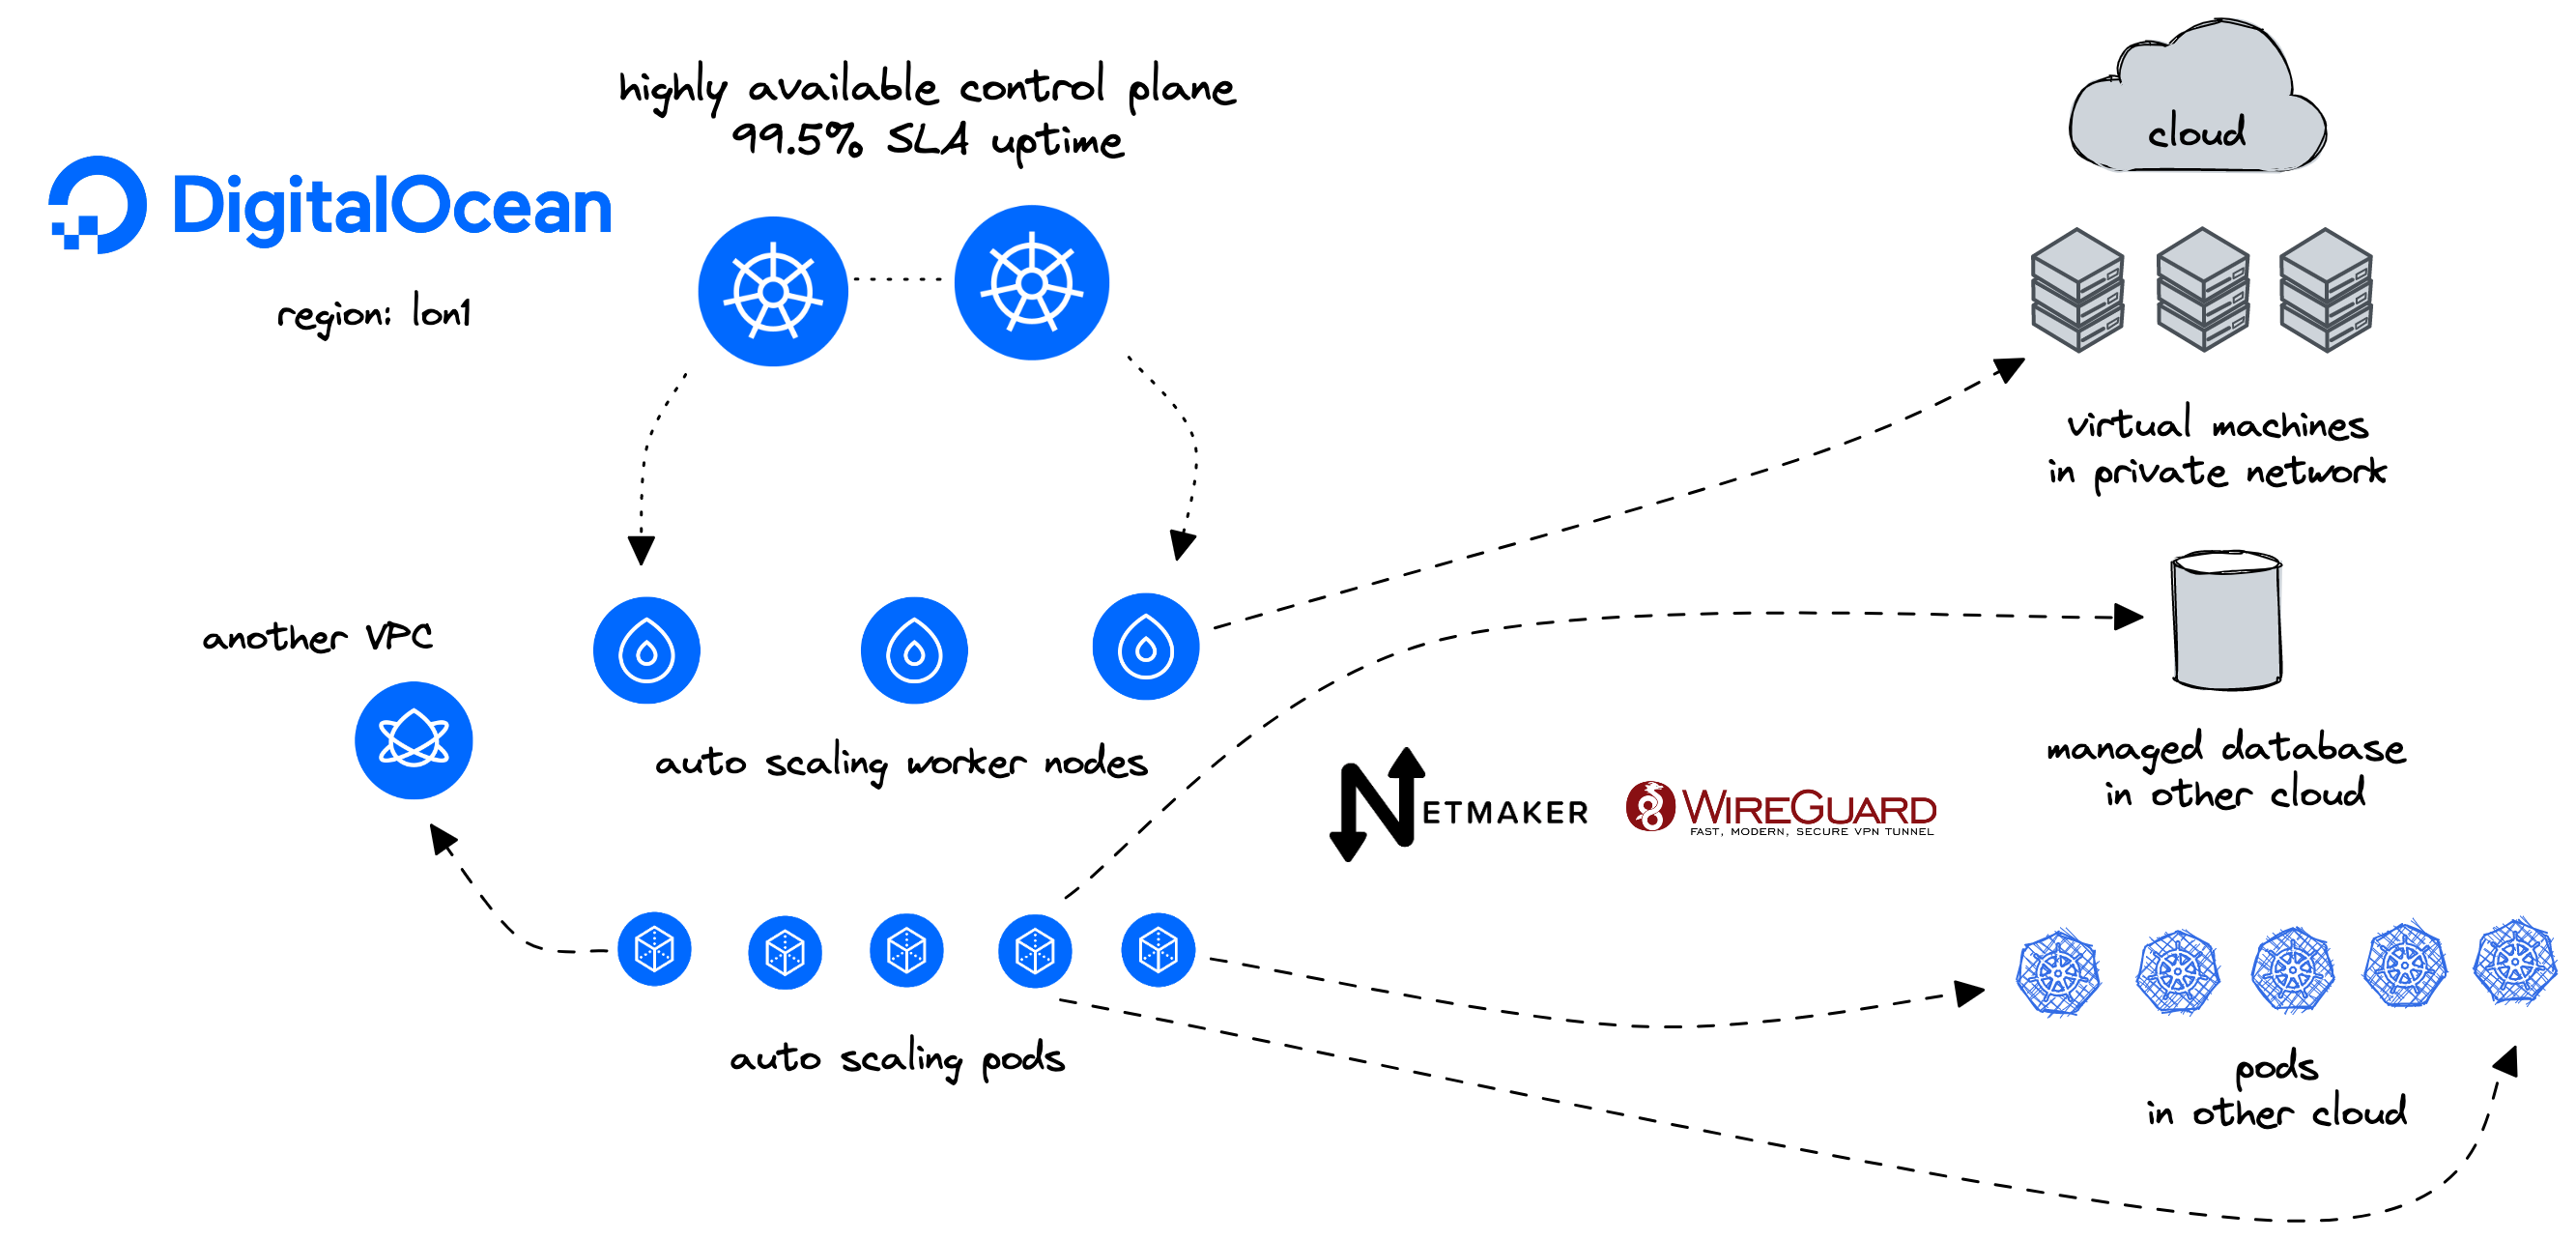 highly available control plane
99.5% SLA uptime
DigitalOcean
region: lon1
cloud
virtual machines
in private network
another VPC
auto scaling worker nodes
managed database
in other cloud
NETMAKER
WIREGUARD
FAST, MODERN, SECURE VPN TUNNEL
auto scaling pods
pods
in other cloud